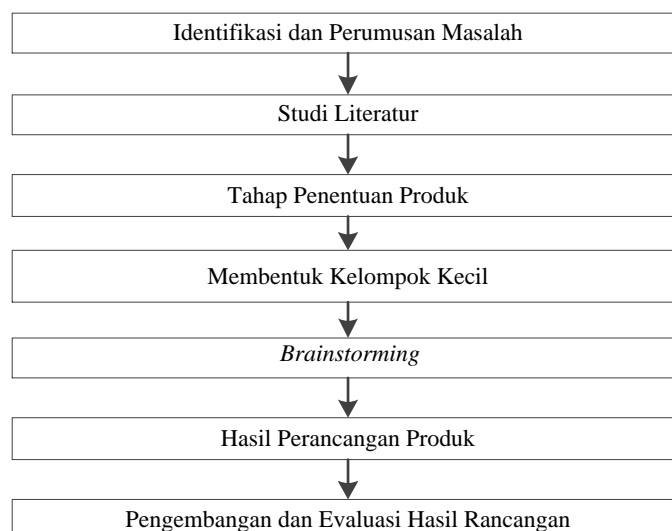 Identifikasi dan Perumusan Masalah
Studi Literatur
Tahap Penentuan Produk
Membentuk Kelompok Kecil
Brainstorming
Hasil Perancangan Produk
Pengembangan dan Evaluasi Hasil Rancangan